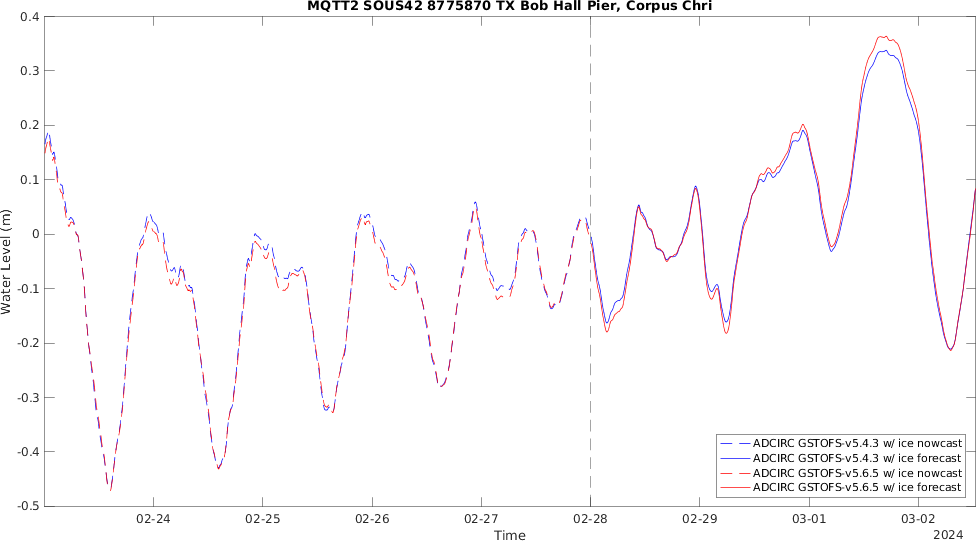 MQTT2 SOUS42 8775870 TX Bob Hall Pier, Corpus Chri
0.4
0.3
0.2
0.1
0
-0.1
-0.2
-0.3
-0.4
-0.5
Water Level (m)
ADCIRC GSTOFS-v5.4.3 w/ ice nowcast
ADCIRC GSTOFS-v5.4.3 w/ ice forecast
ADCIRC GSTOFS-v5.6.5 w/ ice nowcast
ADCIRC GSTOFS-v5.6.5 w/ ice forecast
02-24 02-25 02-26 02-27 02-28 02-29 03-01 03-02
Time
2024